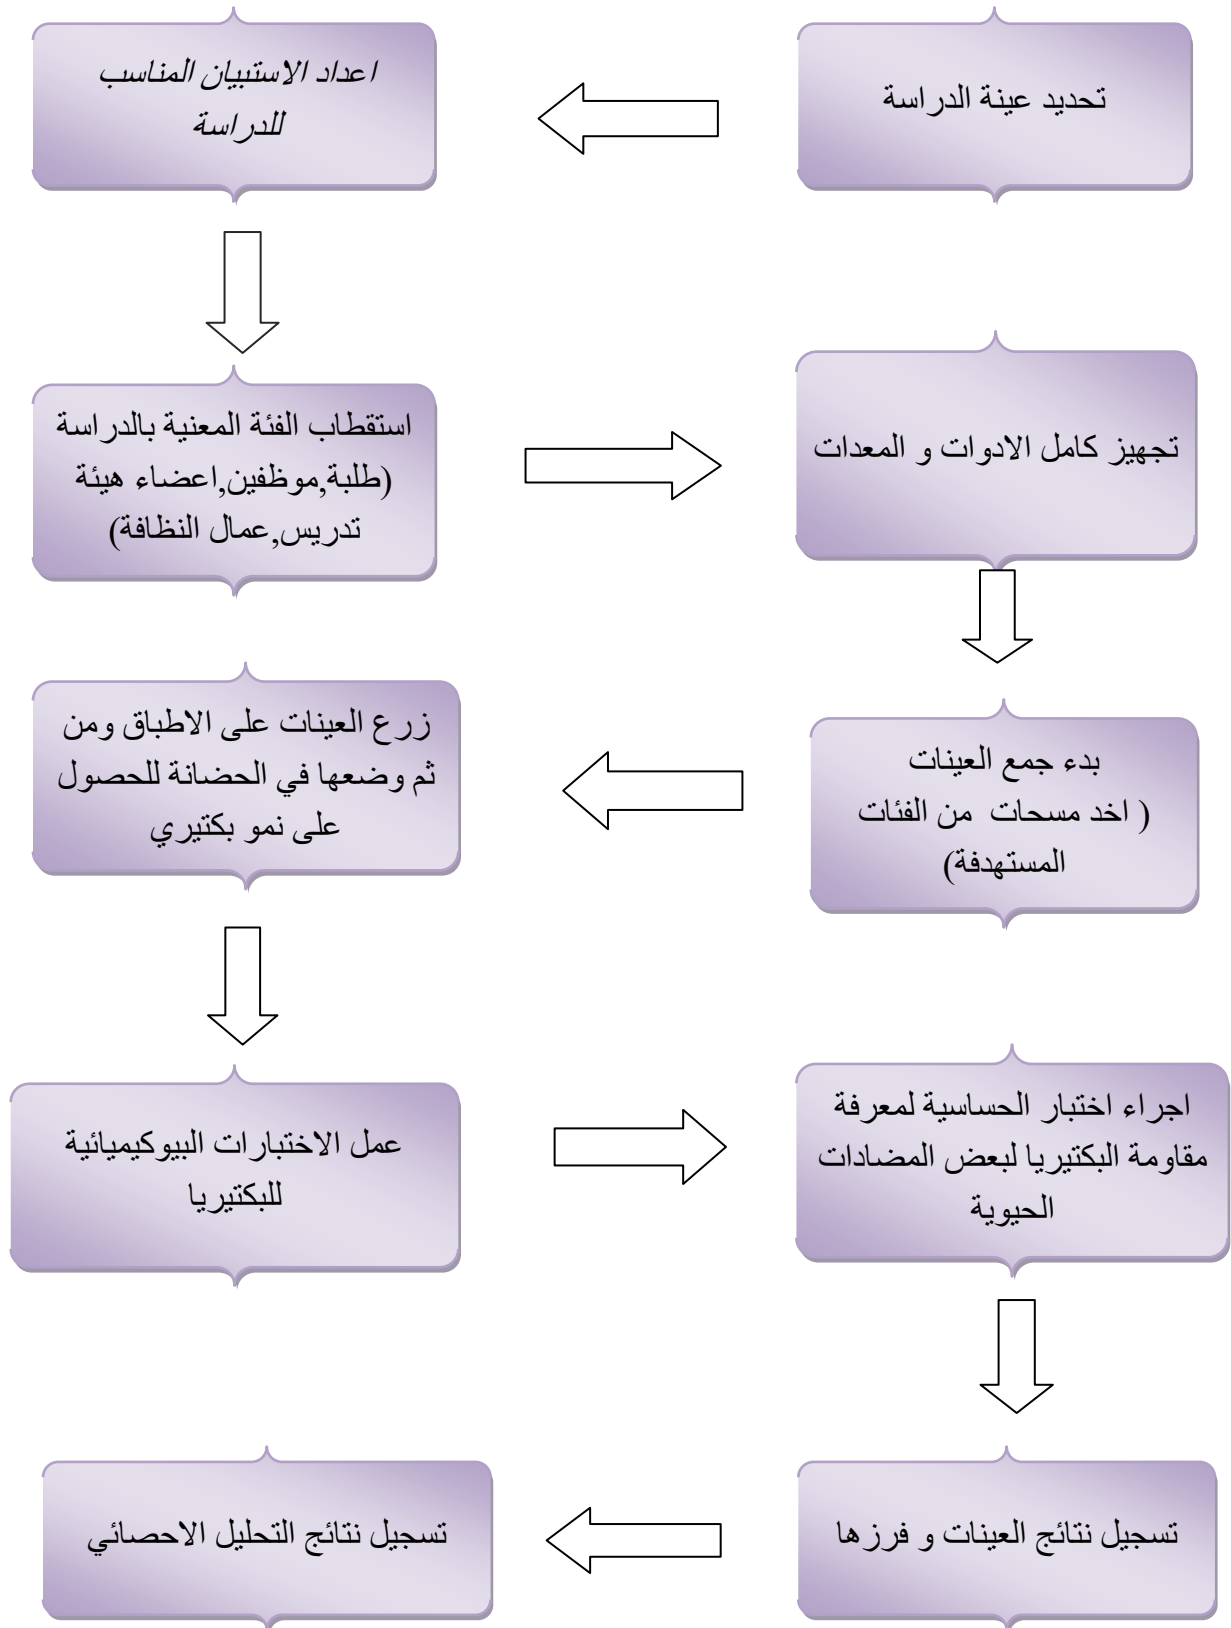 تحديد عينة الدراسة
اعداد الاستبيان المناسب
للدراسة
استقطاب الفئة المعنية بالدراسة
(طلبة,موظفين,اعضاء هيئة
تدريس,عمال النظافة)
تجهيز كامل الادوات و المعدات
بدء جمع العينات
( اخد مسحات من الفئات
المستهدفة)
زرع العينات على الاطباق ومن
ثم وضعها في الحضانة للحصول
على نمو بكتيري
عمل الاختبارات البيوكيميائية
للبكتيريا
اجراء اختبار الحساسية لمعرفة
مقاومة البكتيريا لبعض المضادات
الحيوية
تسجيل نتائج العينات و فرزها
تسجيل نتائج التحليل الاحصائي